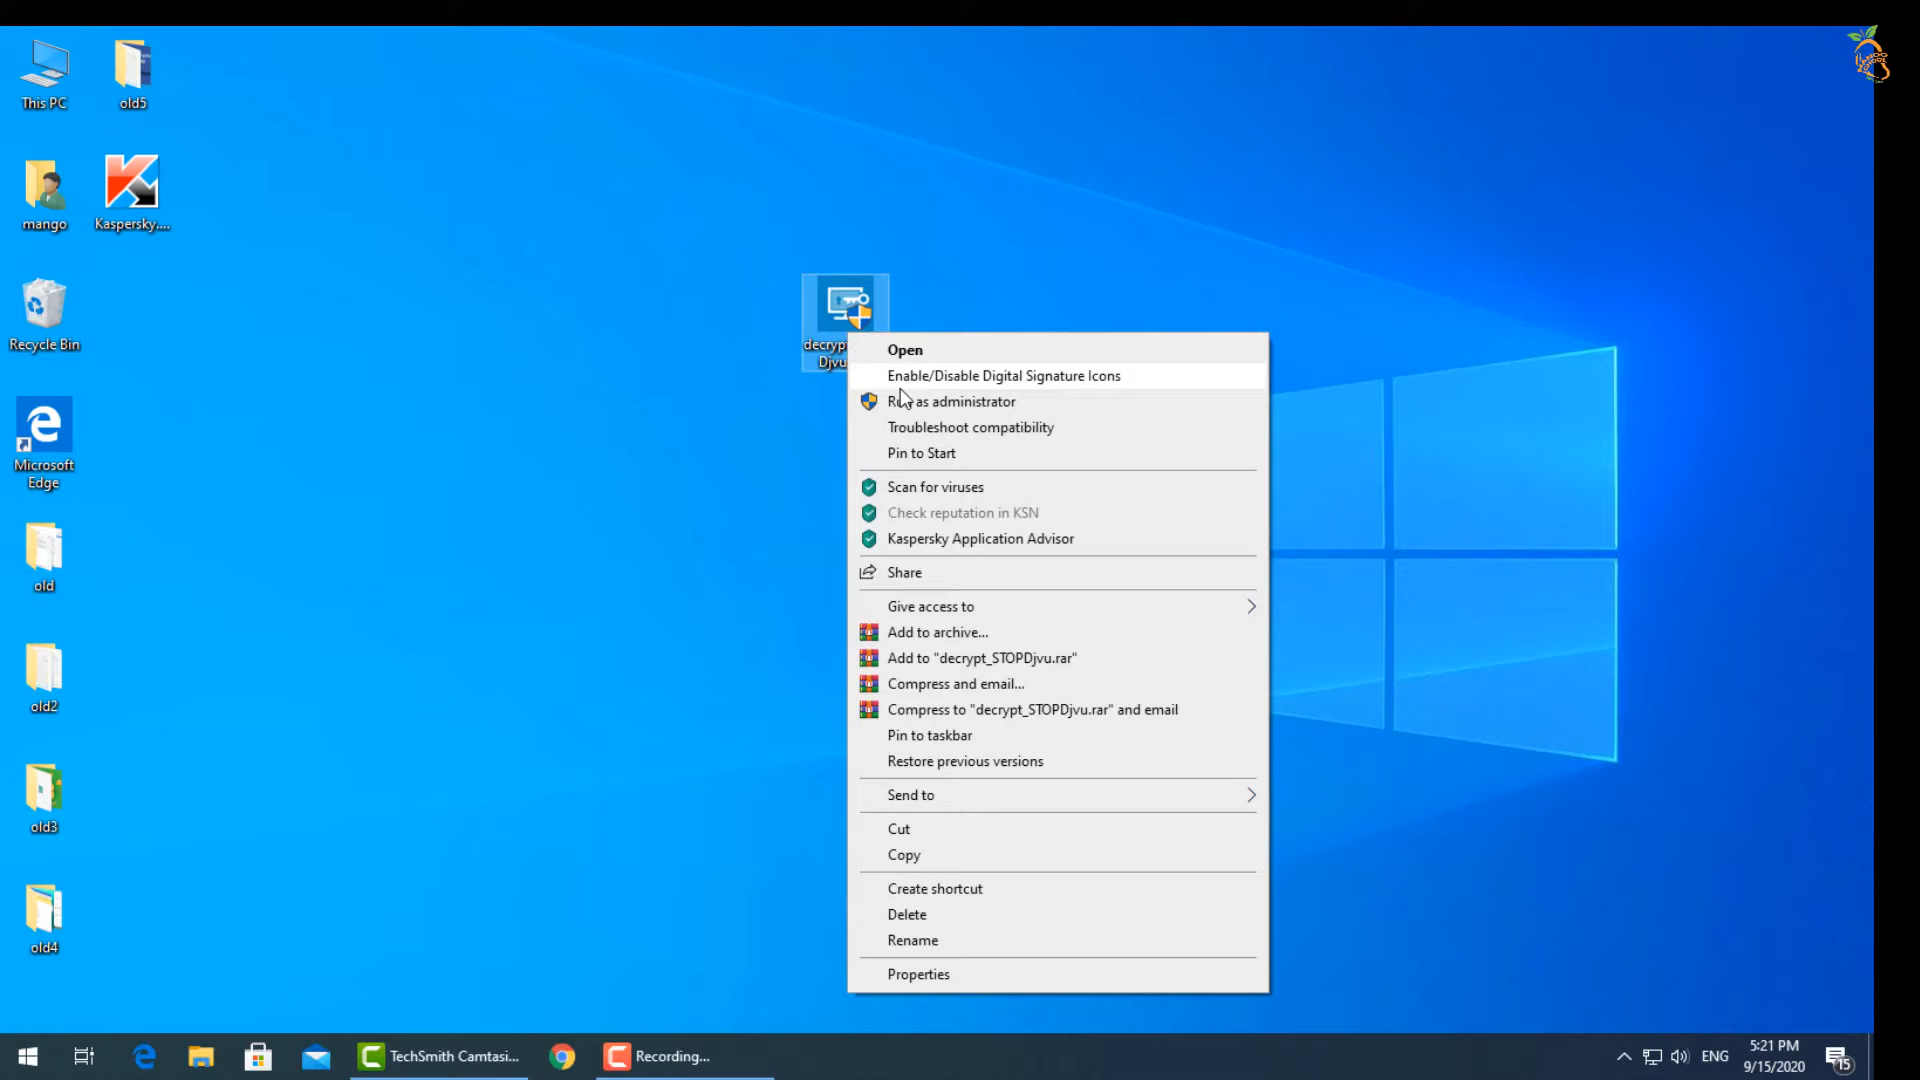 This PC
old5
mango
Kaspersky....
Recycle Bin
Microsoft
Edge
old
old2
old3
old4
decryp
Djvu
Open
Enable/Disable Digital Signature Icons
Run as administrator
Troubleshoot compatibility
Pin to Start
Scan for viruses
Check reputation in KSN
Kaspersky Application Advisor
Share
Give access to
Add to archive...
Add to "decrypt_STOPDjvu.rar"
Compress and email...
Compress to "decrypt_STOPDjvu.rar" and email
Pin to taskbar
Restore previous versions
Send to
Cut
Copy
Create shortcut
Delete
Rename
Properties
TechSmith Camtasi...
Recording...
ENG
5:21 PM
9/15/2020
15